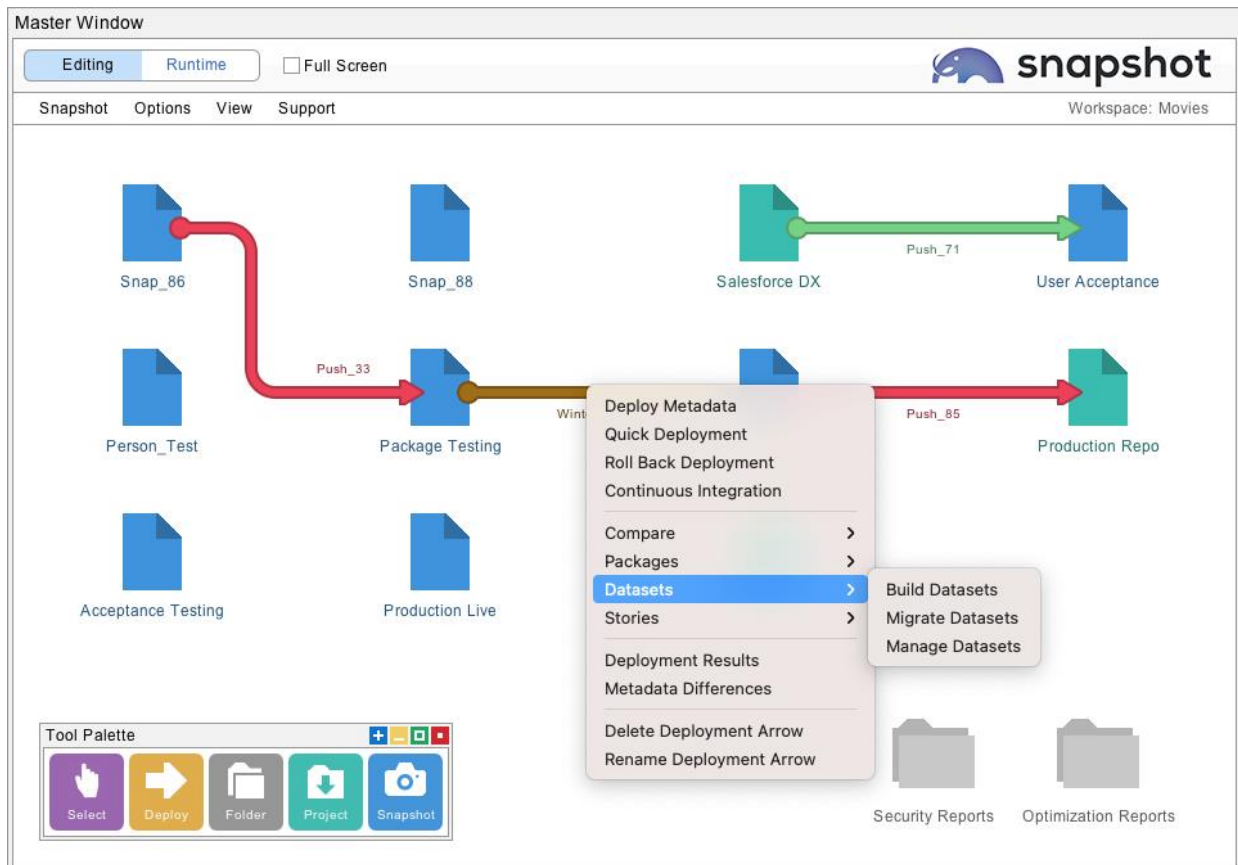 Master Window
Editing Runtime Full Screen
snapshot
Snapshot Options View Support
Workspace: Movies
Push_71
Snap_86 Snap_88 Salesforce DX User Acceptance
Push_33
Push_85
Person_Test Package Testing Production Repo
Acceptance Testing Production Live
Deploy Metadata
Quick Deployment
Roll Back Deployment
Continuous Integration
Compare
Packages
Datasets
Stories
Deployment Results
Metadata Differences
Delete Deployment Arrow
Rename Deployment Arrow
Build Datasets
Migrate Datasets
Manage Datasets
Tool Palette
Select Deploy Folder Project Snapshot
Security Reports Optimization Reports